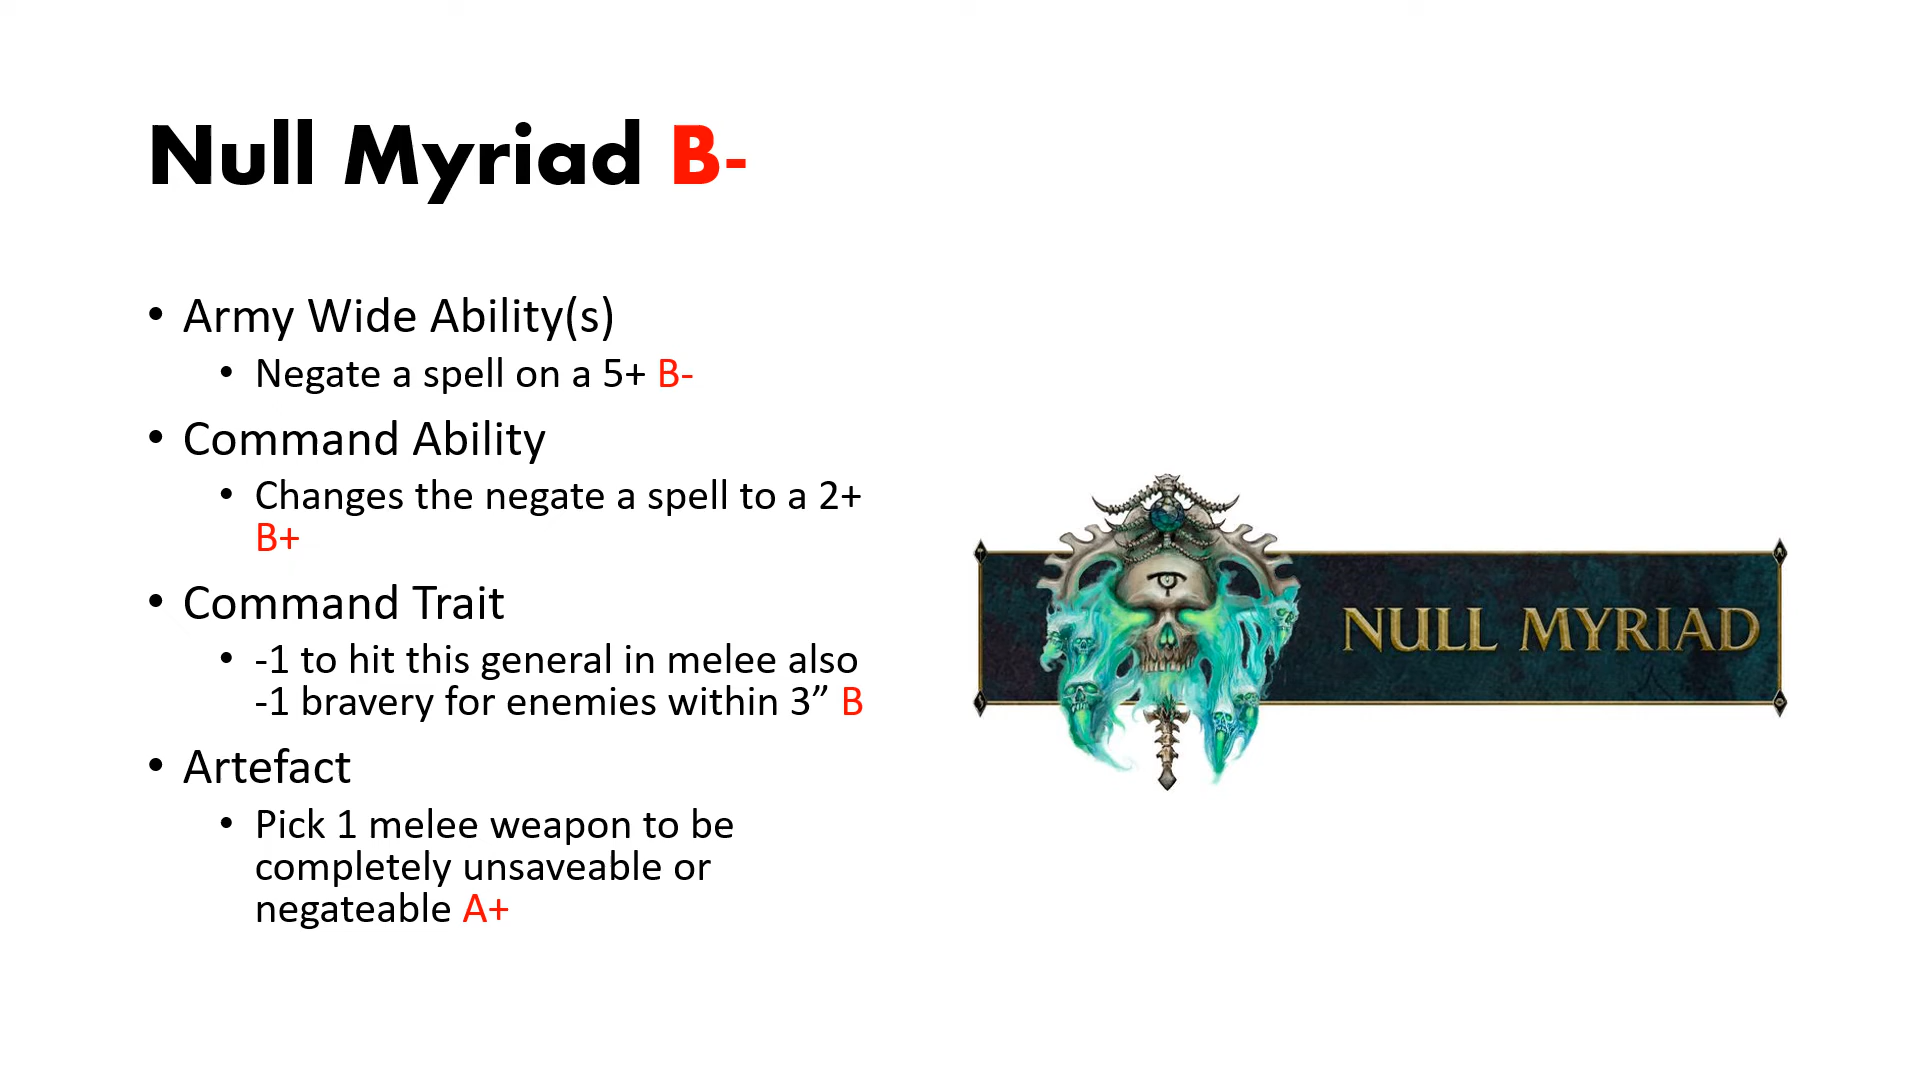 Null Myriad B-
• Army Wide Ability(s)
• Negate a spell on a 5+ B-
• Command Ability
• Changes the negate a spell to a 2+
B+
• Command Trait
• -1 to hit this general in melee also
-1 bravery for enemies within 3” B
• Artefact
• Pick 1 melee weapon to be
completely unsaveable or
negateable A+
NULL MYRIAD